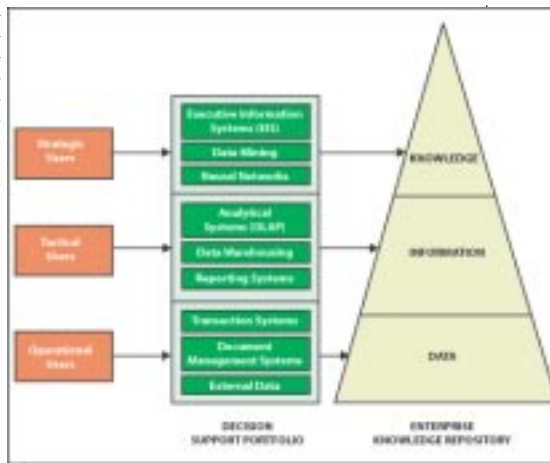 Strategic
Users
Executive Information
Systems (EIS)
Data Mining
Neural Networks
KNOWLEDGE
Tactical
Users
Analytical
Systems (OLAP)
Data Warehousing
Reporting Systems
INFORMATION
Operational
Users
Transaction Systems
Document
Management Systems
External Data
DATA
DECISION
SUPPORT PORTFOLIO
ENTERPRISE
KNOWLEDGE REPOSITORY